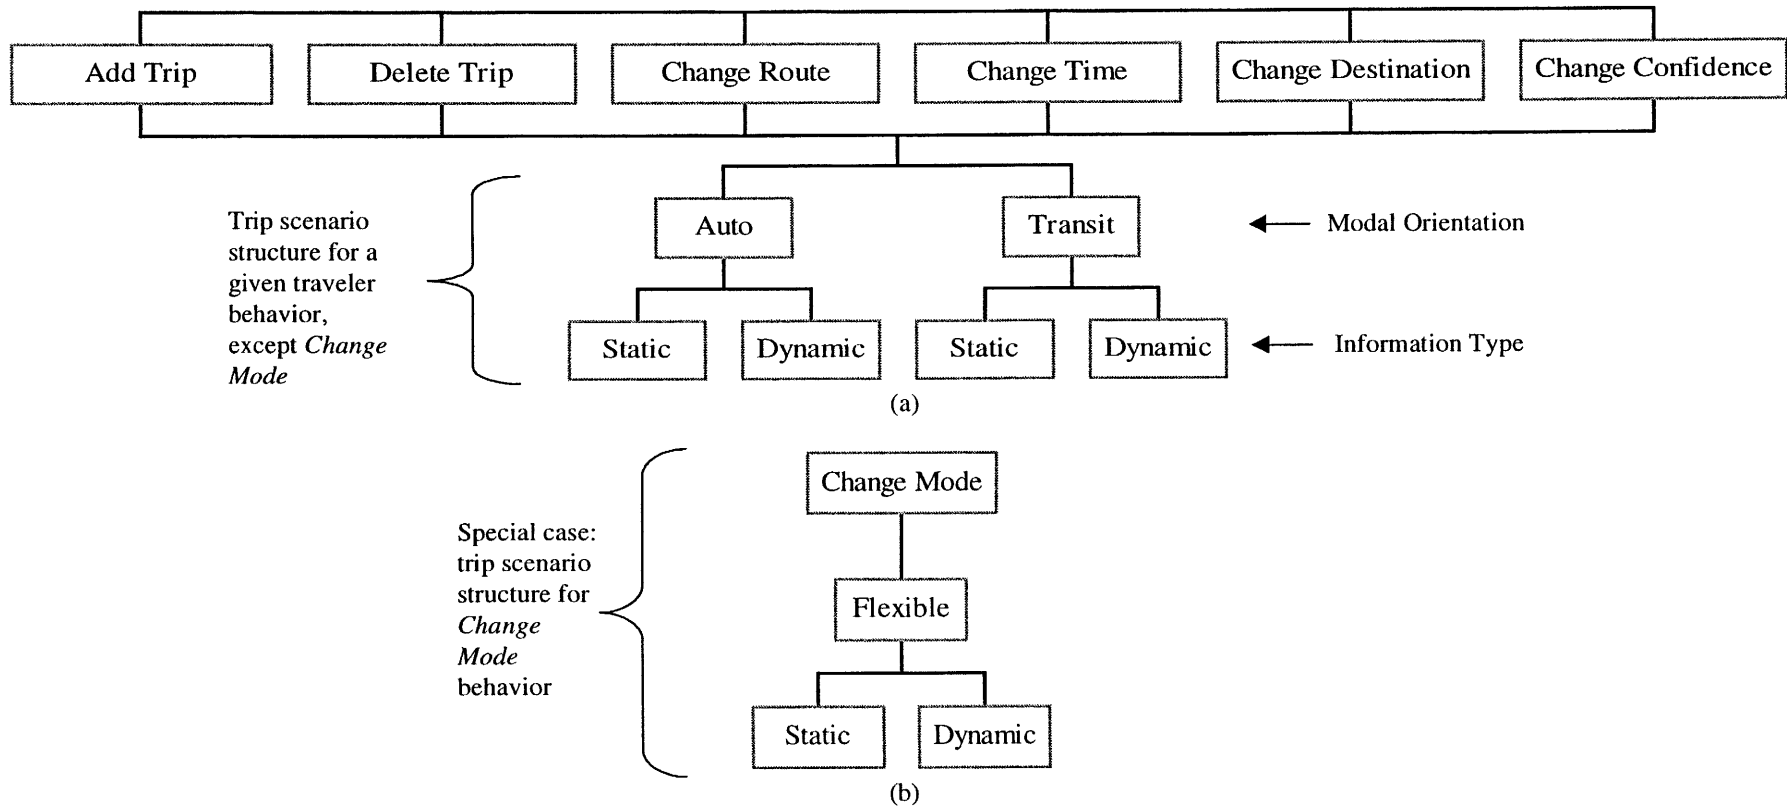 Add Trip
Delete Trip
Change Route
Change Time
Change Destination
Change Confidence
Trip scenario
structure for a
given traveler
behavior,
except Change
Mode
Auto
Transit
Modal Orientation
Static
Dynamic
Static
Dynamic
Information Type
(a)
Special case:
trip scenario
structure for
Change
Mode
behavior
Change Mode
Flexible
Static
Dynamic
(b)